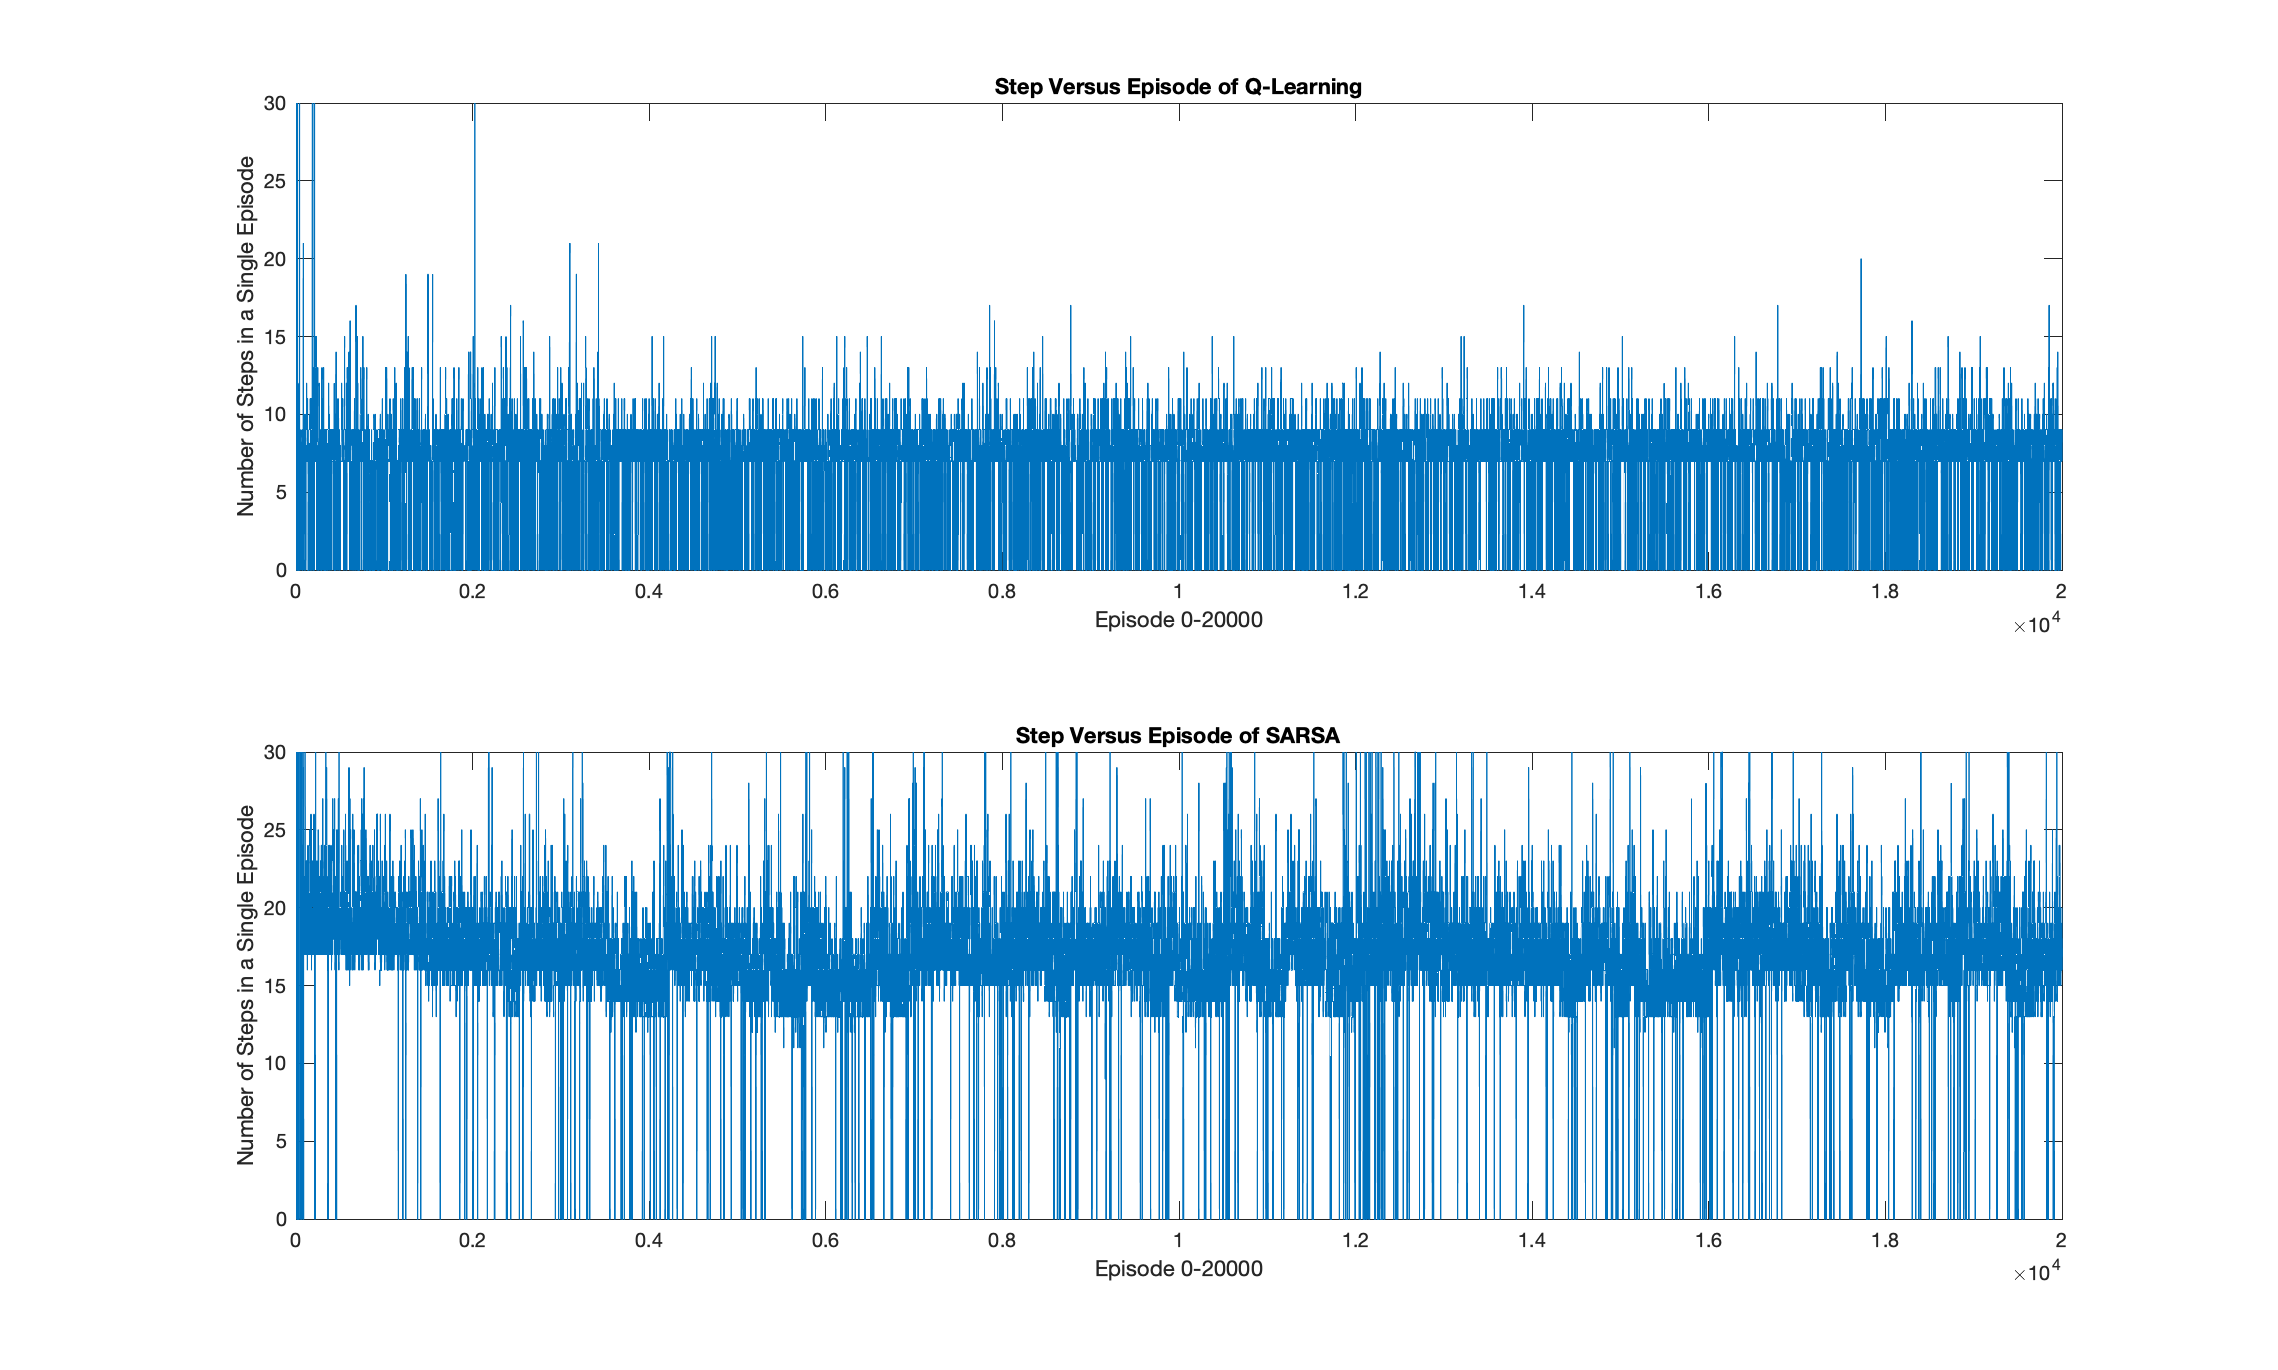 Step Versus Episode of Q-Learning
Number of Steps in a Single Episode
30
25
20
15
10
5
0
0 0.2 0.4 0.6 0.8 1 1.2 1.4 1.6 1.8 2
×10^4
Episode 0-20000
Step Versus Episode of SARSA
Number of Steps in a Single Episode
30
25
20
15
10
5
0
0 0.2 0.4 0.6 0.8 1 1.2 1.4 1.6 1.8 2
×10^4
Episode 0-20000